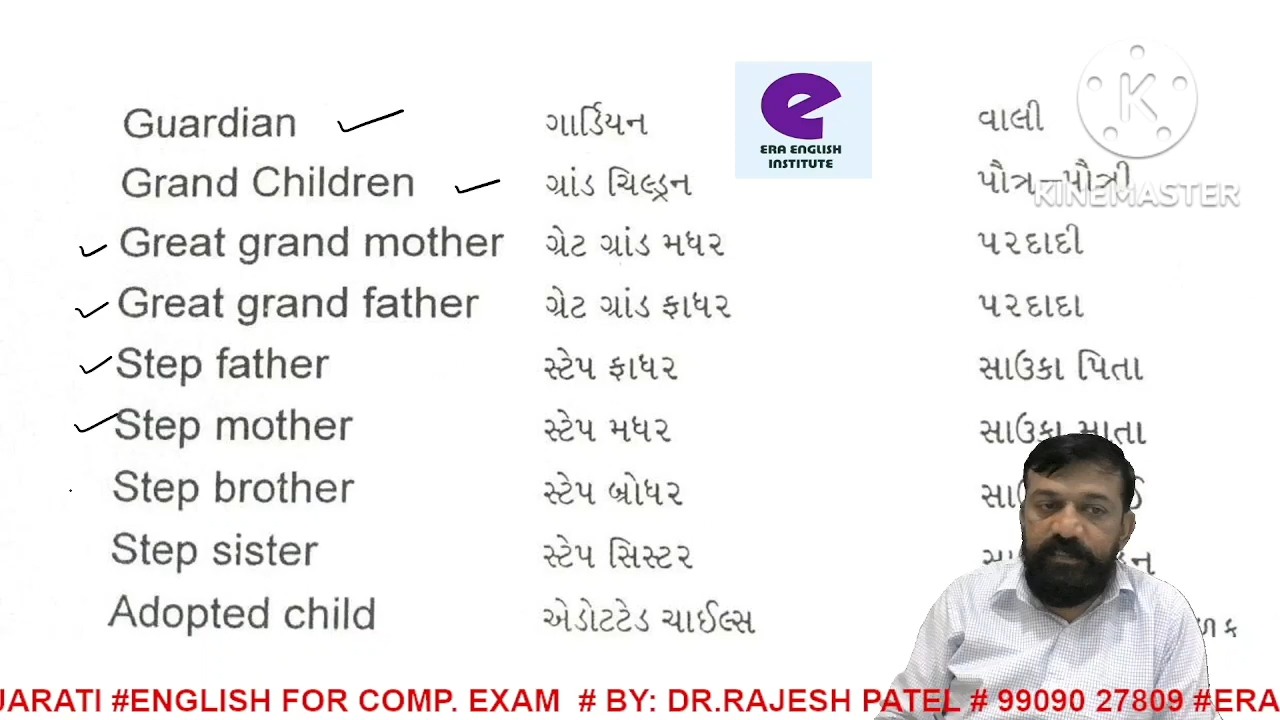 Guardian ગાર્ડિયન વાલી
Grand Children ગ્રાંડ ચિલ્ડ્રન પૌત્ર–પૌત્રી
Great grand mother ગ્રેટ ગ્રાંડ મધર પરદાદી
Great grand father ગ્રેટ ગ્રાંડ ફાધર પરદાદા
Step father સ્ટેપ ફાધર સાઉકા પિતા
Step mother સ્ટેપ મધર સાઉકા માતા
Step brother સ્ટેપ બ્રોધર
Step sister સ્ટેપ સિસ્ટર
Adopted child એડોટટેડ ચાઈલ્સ
e
ERA ENGLISH
INSTITUTE
K
KINEMASTER
JARATI #ENGLISH FOR COMP. EXAM # BY: DR.RAJESH PATEL # 99090 27809 #ERA